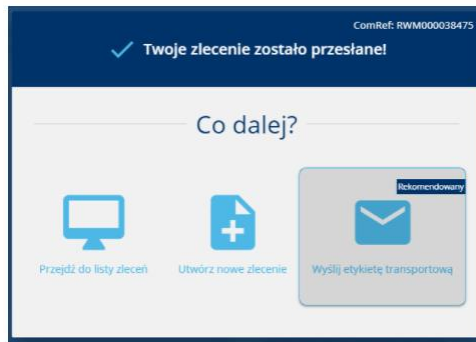 ComRef: RWM000038475
Twoje zlecenie zostało przesłane!
Co dalej?
Rekomendowany
Przejdź do listy zleceń
Utwórz nowe zlecenie
Wyślij etykietę transportową